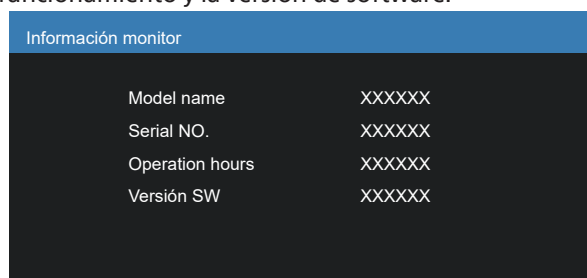 funcionamiento y la versión de software.
Información monitor
Model name XXXXXX
Serial NO. XXXXXX
Operation hours XXXXXX
Versión SW XXXXXX